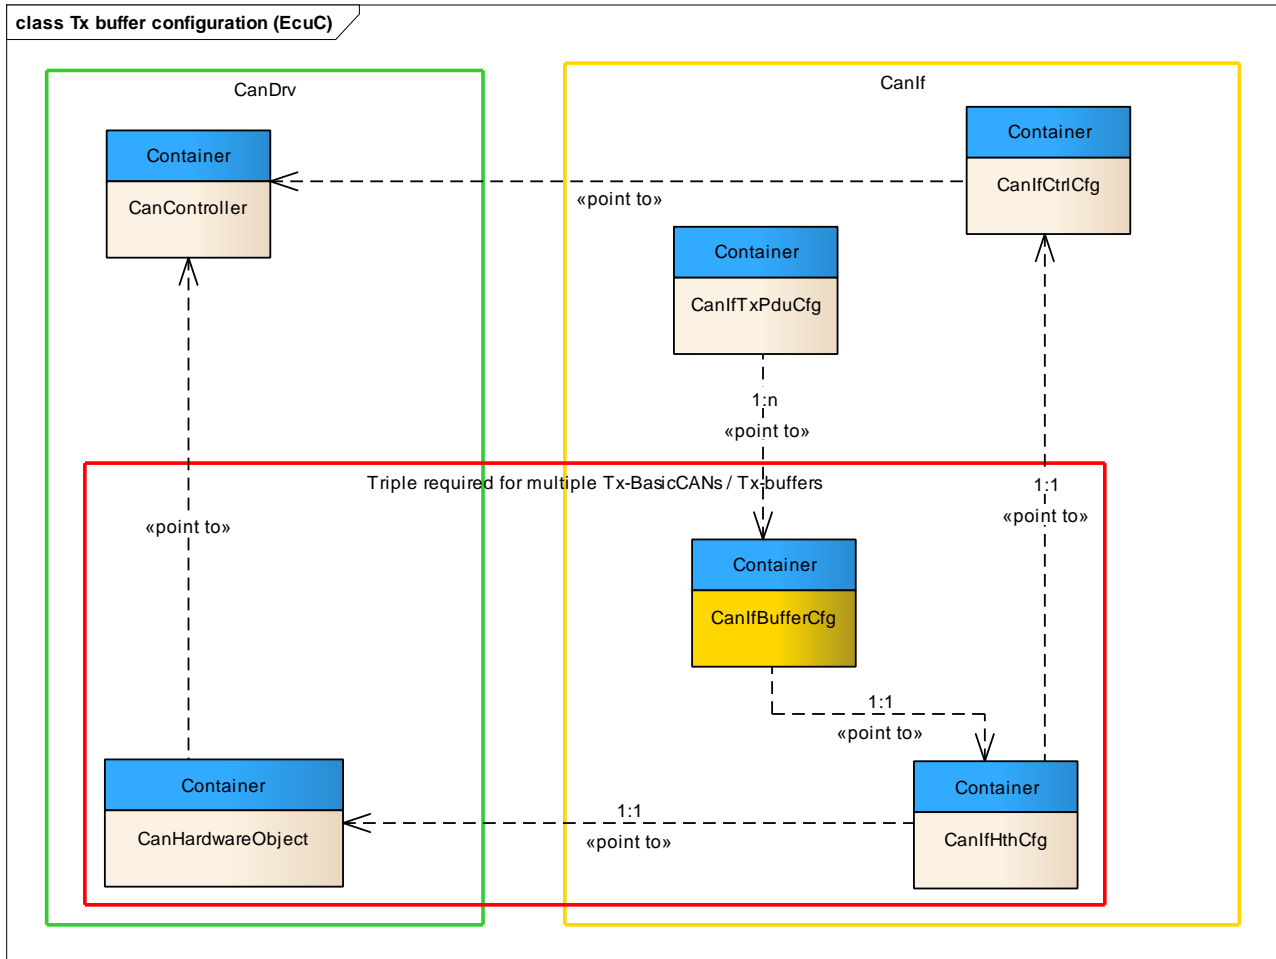 class Tx buffer configuration (EcuC)
CanDrv
CanIf
Container
CanController
Container
CanIfCtrlCfg
«point to»
Container
CanIfTxPduCfg
1:n
«point to»
Triple required for multiple Tx-BasicCANs / Tx-buffers
1:1
«point to»
«point to»
Container
CanIfBufferCfg
1:1
«point to»
Container
CanHardwareObject
Container
CanIfHthCfg
1:1
«point to»